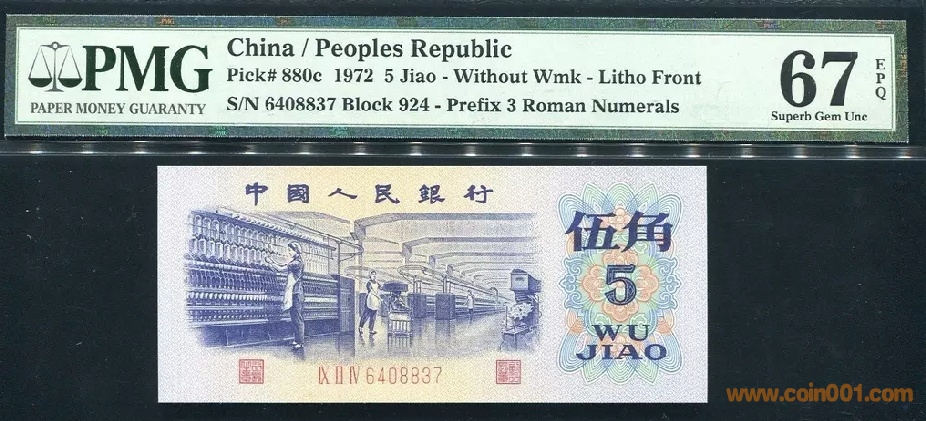 PMG
PAPER MONEY GUARANTY
China / Peoples Republic
Pick# 880c 1972 5 Jiao - Without Wmk - Litho Front
S/N 6408837 Block 924 - Prefix 3 Roman Numerals
67
EPQ
Superb Gem Unc
中國人民銀行
伍角
5
WU
JIAO
IX II IV 6408837
www.coin001.com